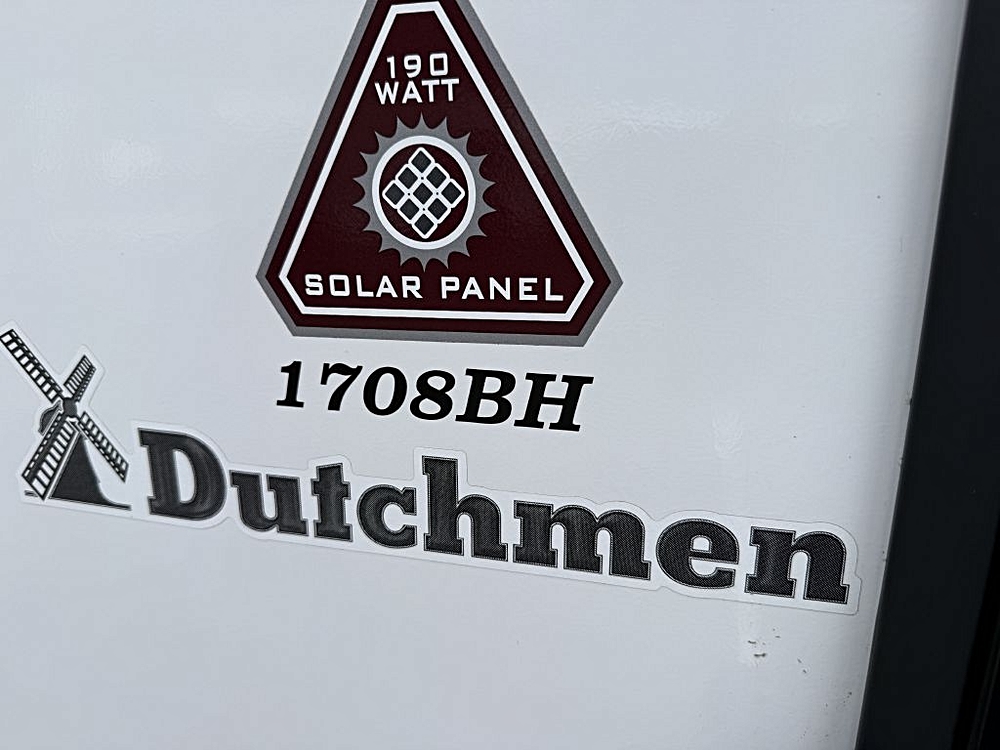 190
WATT
SOLAR PANEL
1708BH
Dutchmen